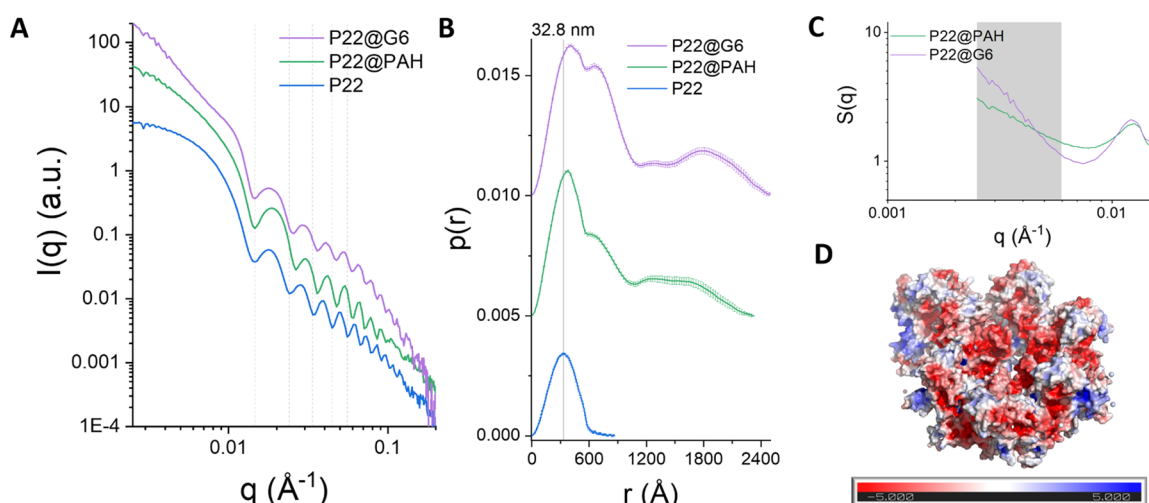 A
100
10
1
0.1
0.01
0.001
1E-4
I(q) (a.u.)
P22@G6
P22@PAH
P22
0.01
0.1
q (Å⁻¹)
B
32.8 nm
P22@G6
P22@PAH
P22
0.015
0.010
0.005
0.000
p(r)
0
600
1200
1800
2400
r (Å)
C
10
1
S(q)
P22@PAH
P22@G6
0.001
0.01
q (Å⁻¹)
D
-5.000
5.000